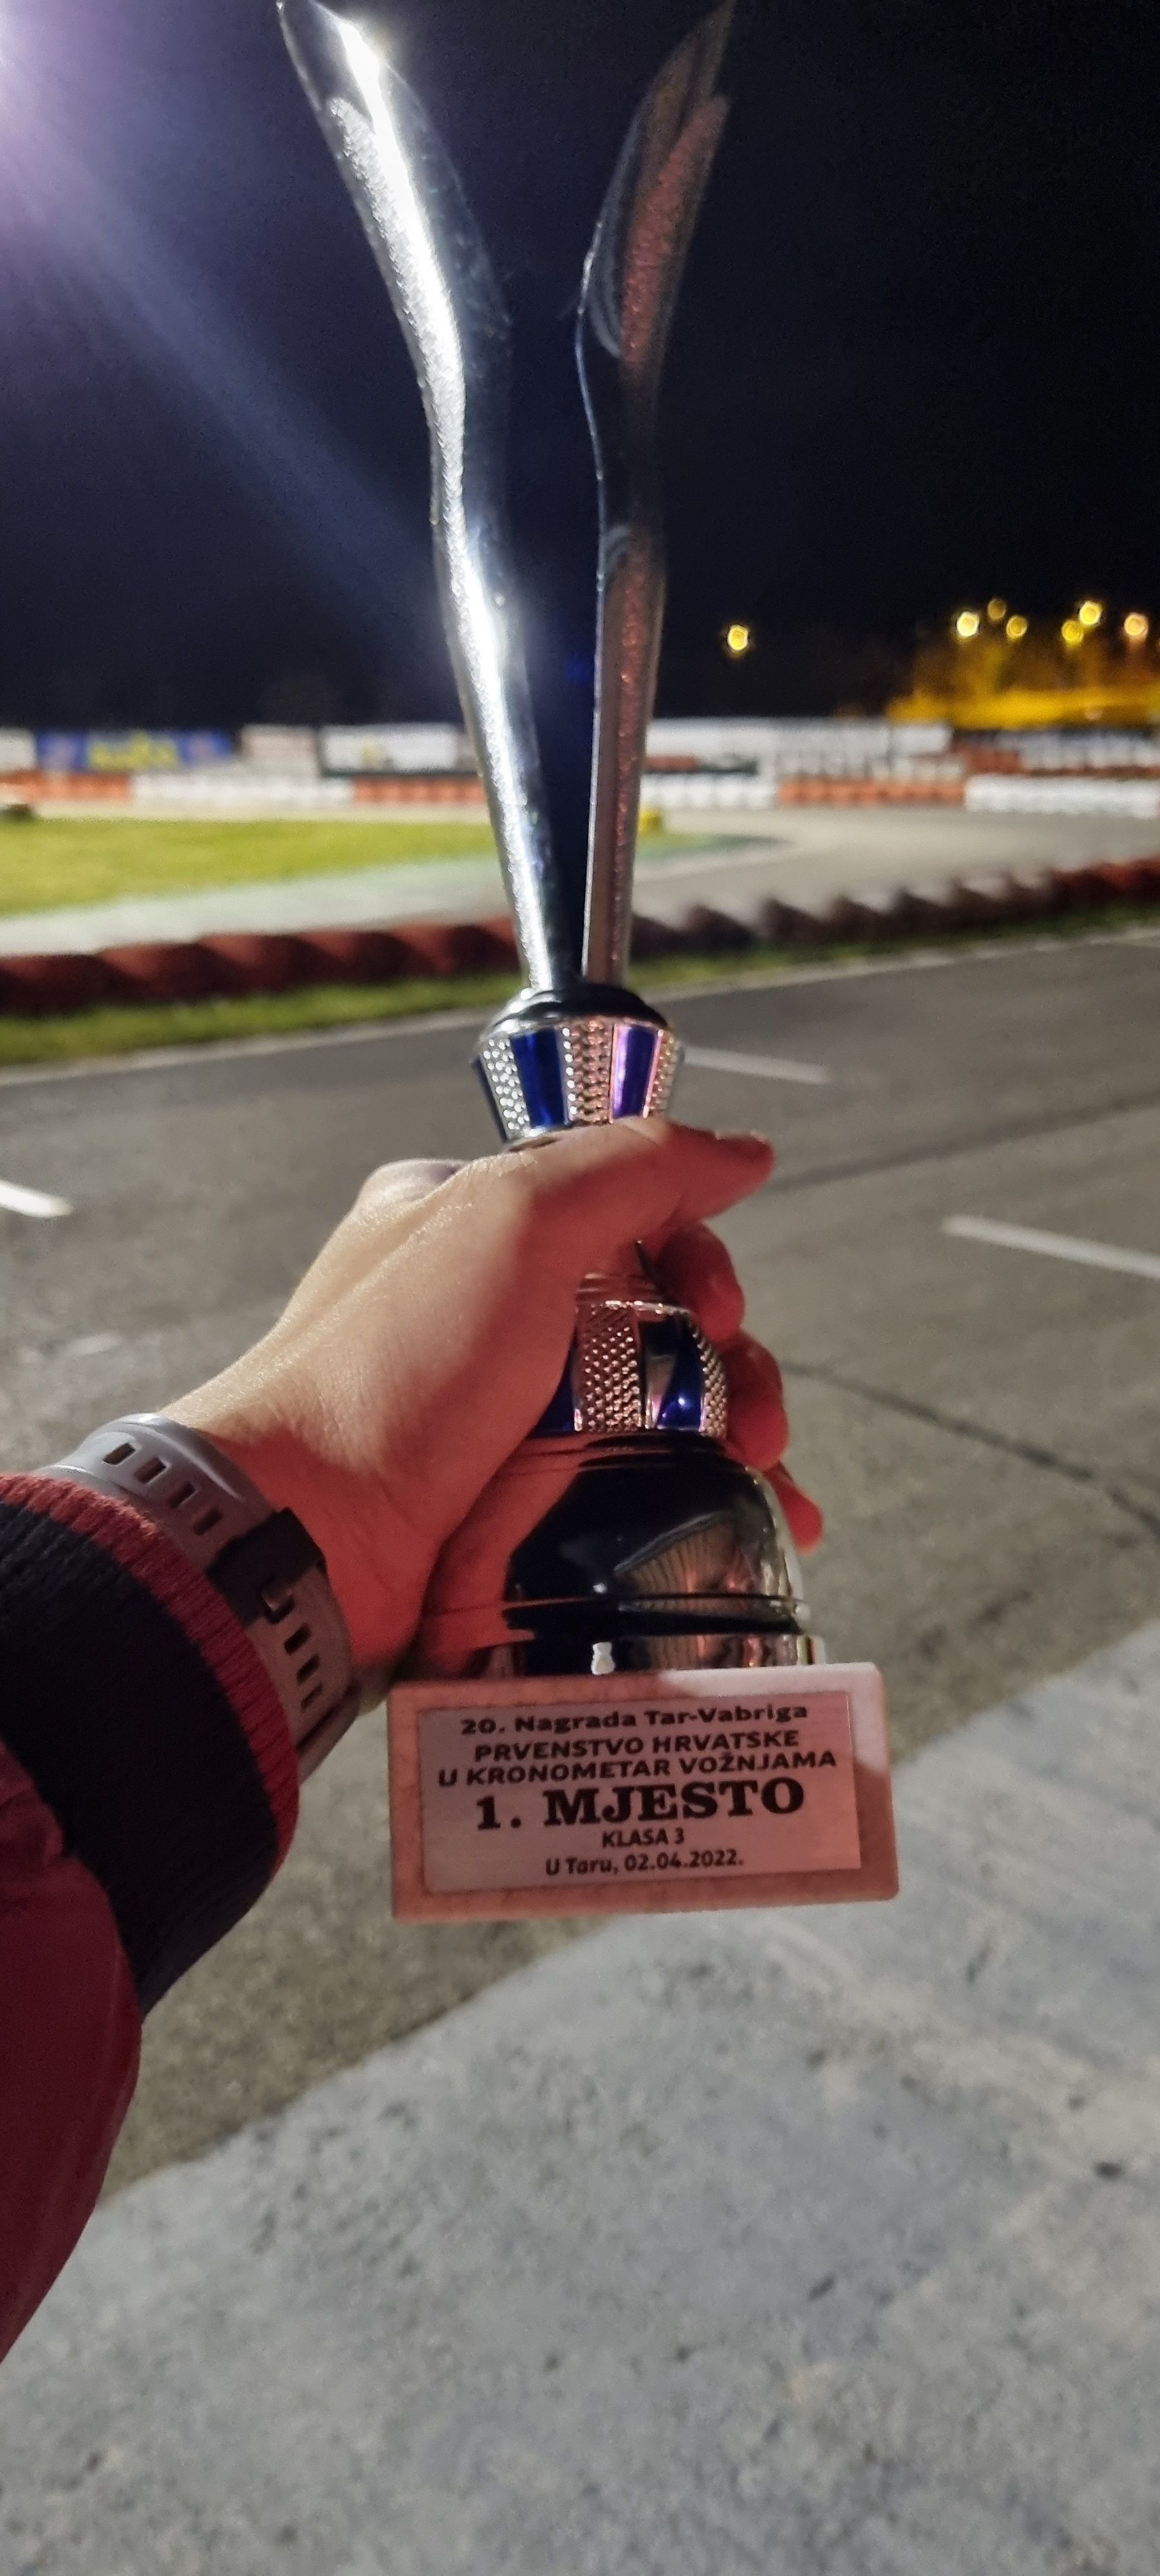 20. Nagrada Tar-Vabriga
PRVENSTVO HRVATSKE
U KRONOMETAR VOŽNJAMA
1. MJESTO
KLASA 3
U Taru, 02.04.2022.